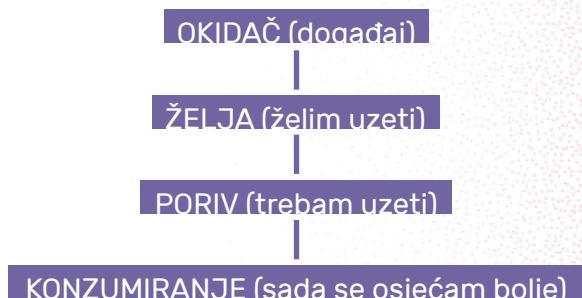 OKIDAČ (događaj)
ŽELJA (želim uzeti)
PORIV (trebam uzeti)
KONZUMIRANJE (sada se osjećam bolje)